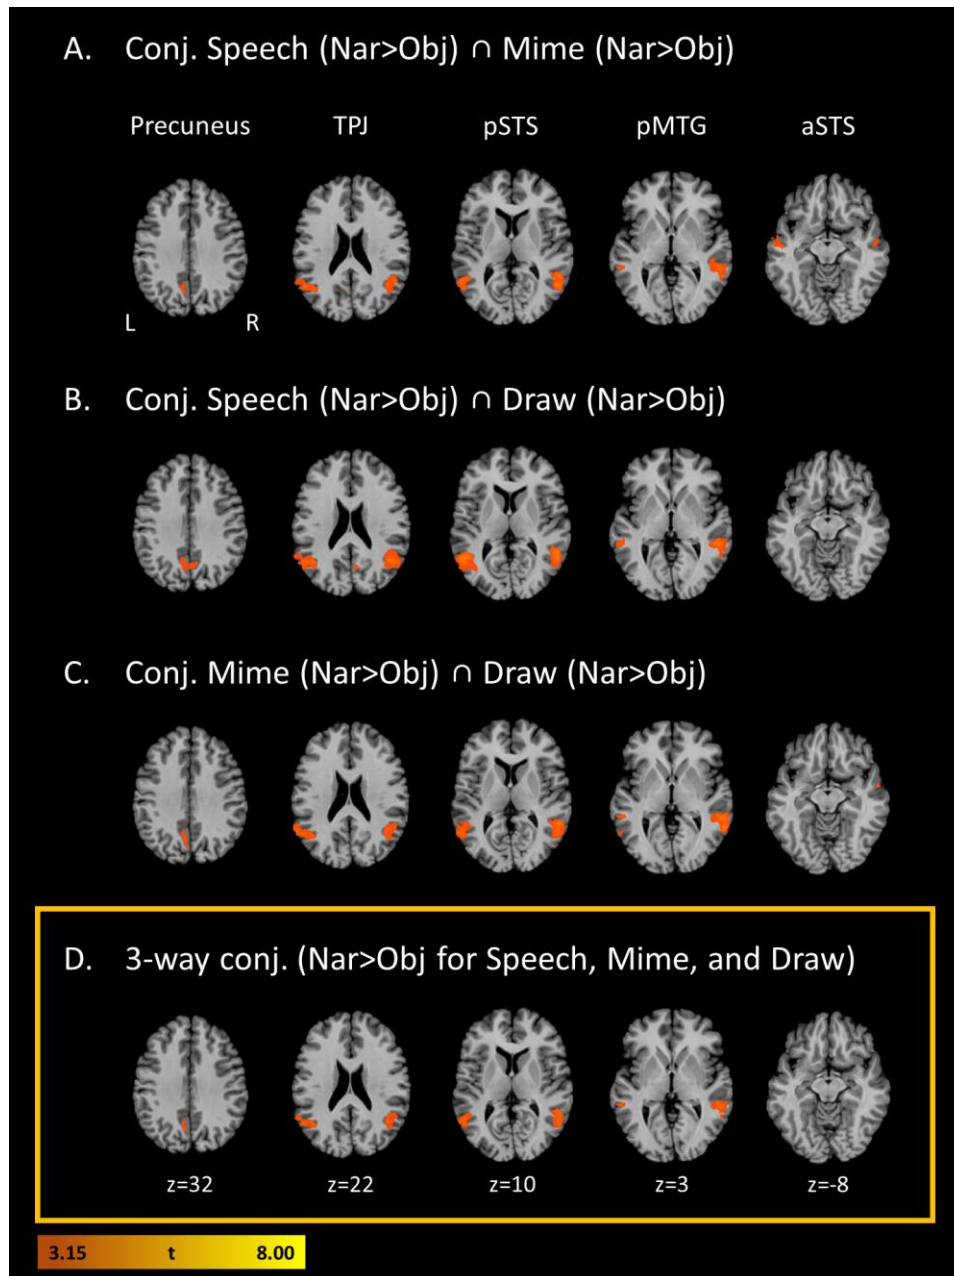 A. Conj. Speech (Nar>Obj) ∩ Mime (Nar>Obj)
Precuneus TPJ pSTS pMTG aSTS
L R
B. Conj. Speech (Nar>Obj) ∩ Draw (Nar>Obj)
C. Conj. Mime (Nar>Obj) ∩ Draw (Nar>Obj)
D. 3-way conj. (Nar>Obj for Speech, Mime, and Draw)
z=32 z=22 z=10 z=3 z=-8
3.15 t 8.00